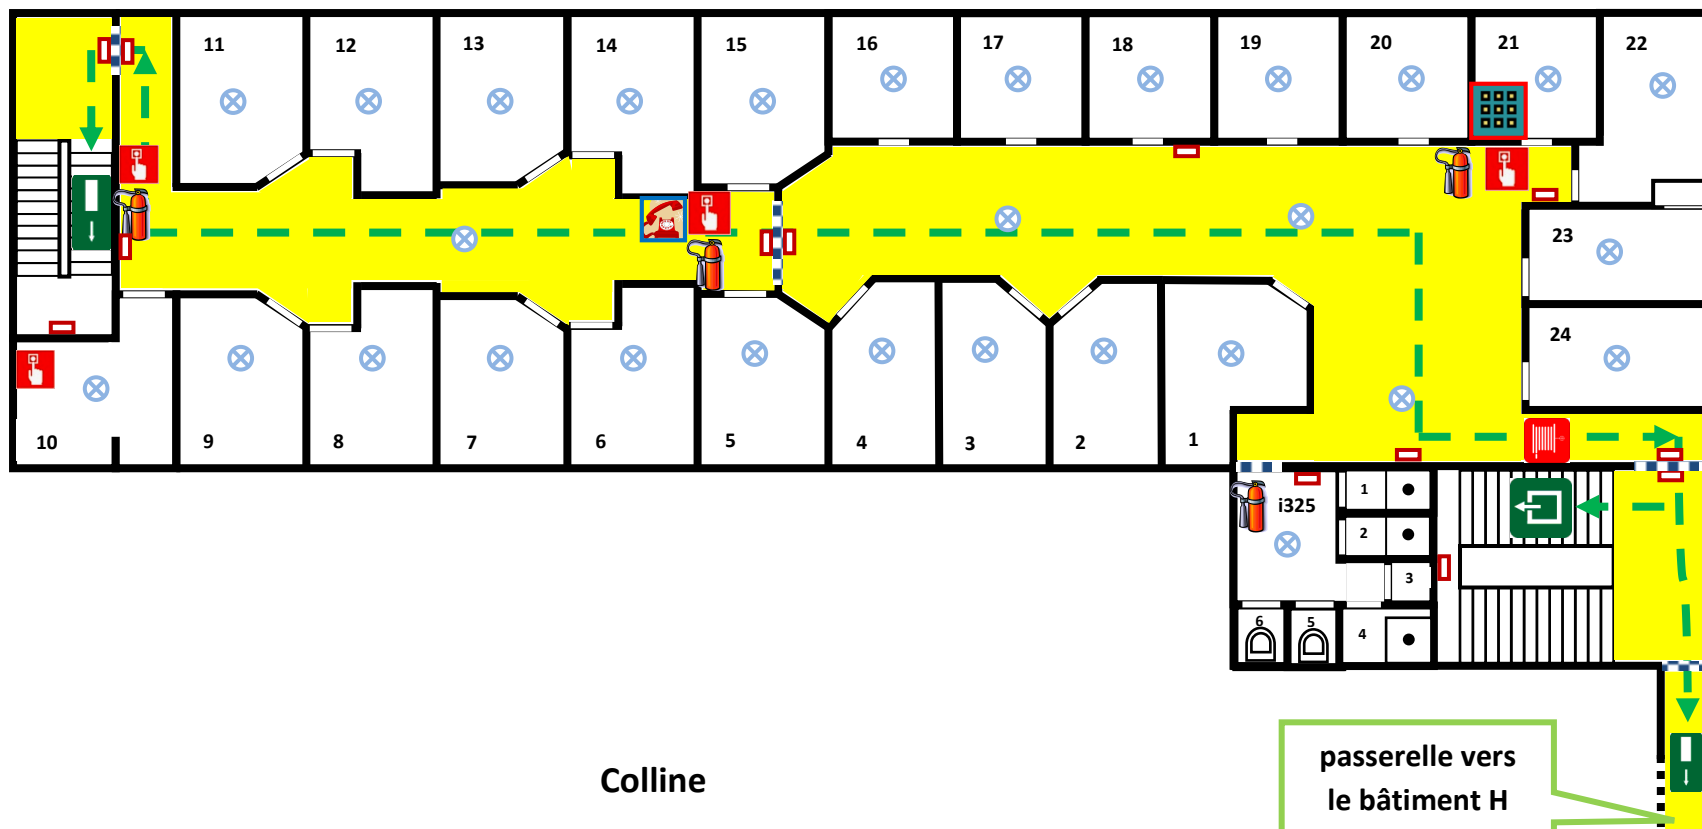 11 12 13 14 15 16 17 18 19 20 21 22
23
24
10 9 8 7 6 5 4 3 2 1
1
i325
2
3
6 5 4
Colline
passerelle vers
le bâtiment H